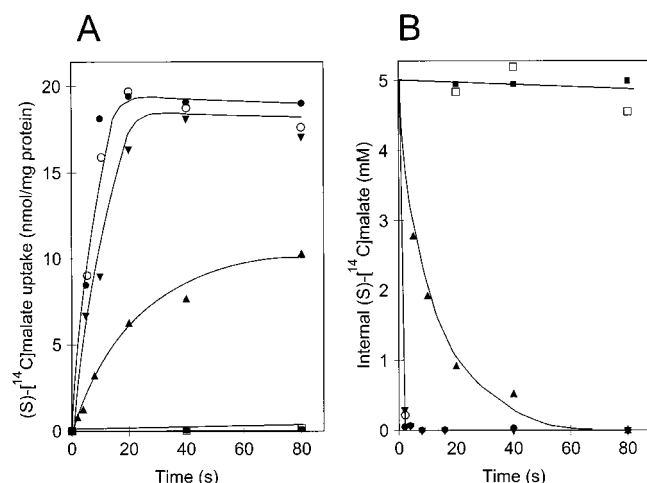 A
B
(S)-[¹⁴C]malate uptake (nmol/mg protein)
20
15
10
5
0
0 20 40 60 80
Time (s)
Internal (S)-[¹⁴C]malate (mM)
5
4
3
2
1
0
0 20 40 60 80
Time (s)